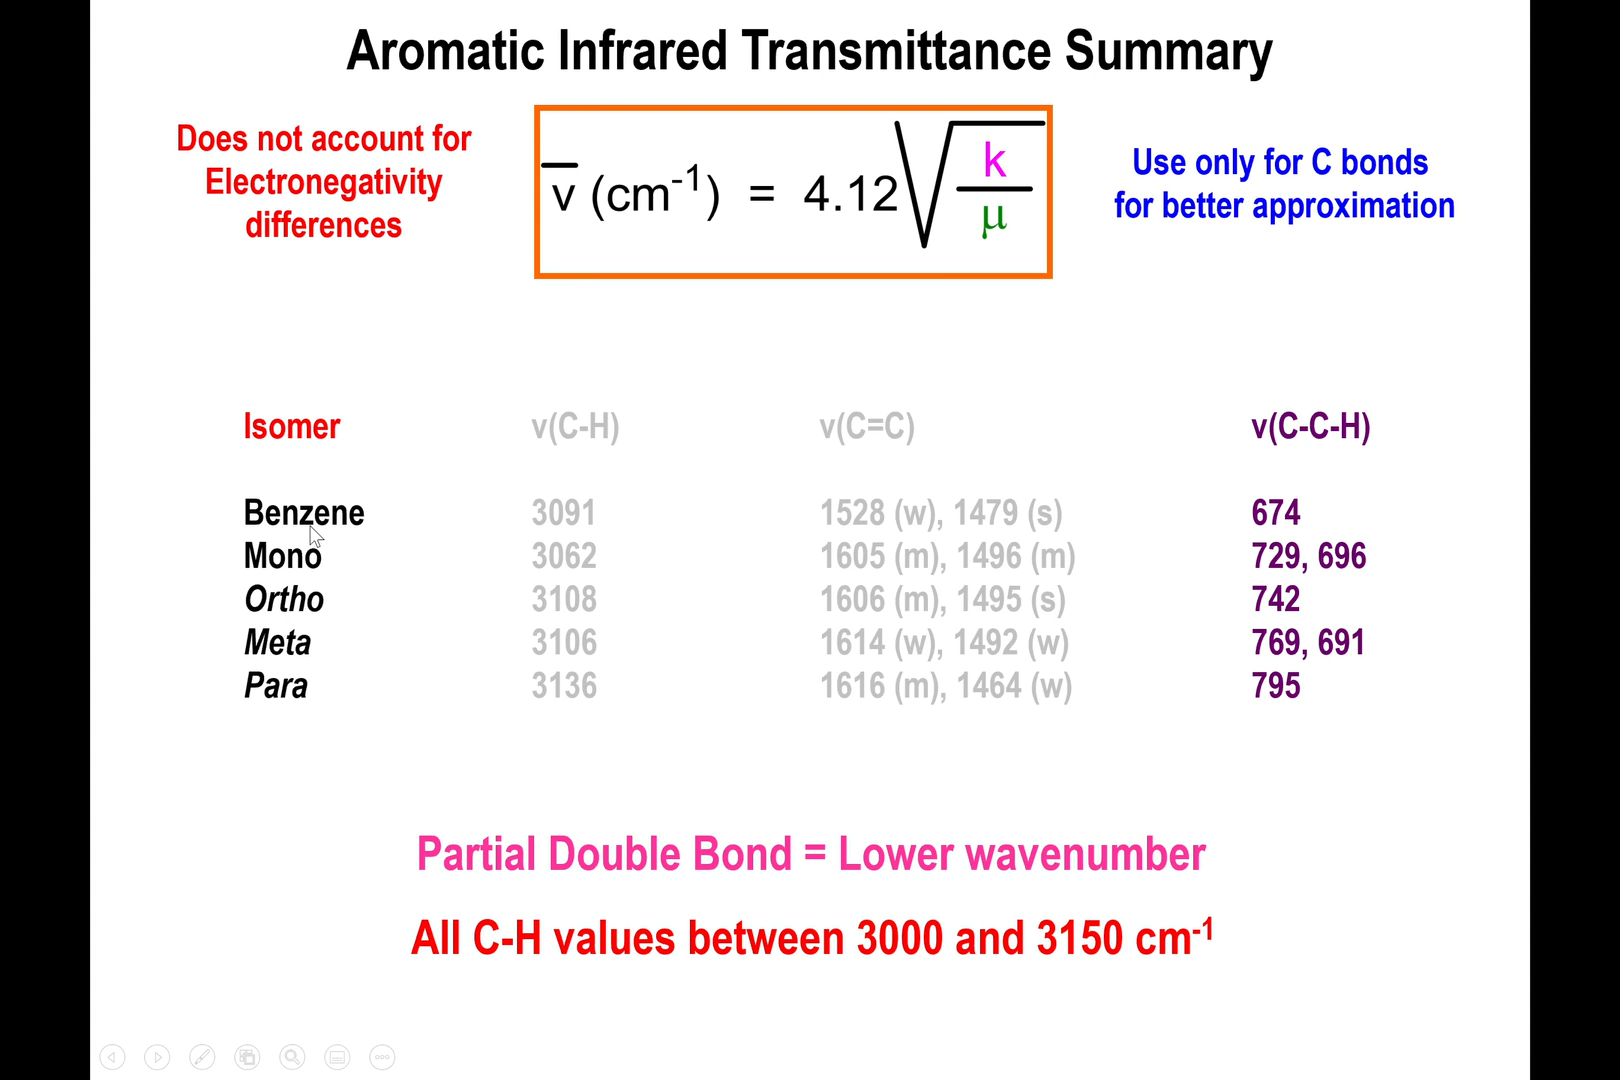 Aromatic Infrared Transmittance Summary
Does not account for
Electronegativity
differences
v̅ (cm⁻¹) = 4.12√(k/μ)
Use only for C bonds
for better approximation
Isomer v(C-H) v(C=C) v(C-C-H)
Benzene 3091 1528 (w), 1479 (s) 674
Mono 3062 1605 (m), 1496 (m) 729, 696
Ortho 3108 1606 (m), 1495 (s) 742
Meta 3106 1614 (w), 1492 (w) 769, 691
Para 3136 1616 (m), 1464 (w) 795
Partial Double Bond = Lower wavenumber
All C-H values between 3000 and 3150 cm⁻¹